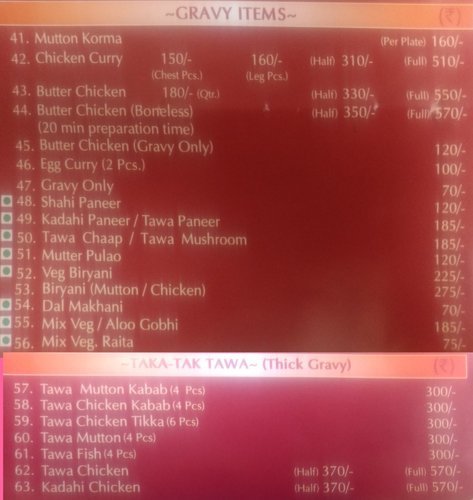 ~GRAVY ITEMS~ (₹)
41. Mutton Korma (Per Plate) 160/-
42. Chicken Curry 150/- 160/- (Half) 310/- (Full) 510/-
(Chest Pcs.) (Leg Pcs.)
43. Butter Chicken 180/- (Qtr.) (Half) 330/- (Full) 550/-
44. Butter Chicken (Boneless) (Half) 350/- (Full) 570/-
(20 min preparation time)
45. Butter Chicken (Gravy Only) 120/-
46. Egg Curry (2 Pcs.) 100/-
47. Gravy Only 70/-
48. Shahi Paneer 120/-
49. Kadahi Paneer / Tawa Paneer 185/-
50. Tawa Chaap / Tawa Mushroom 185/-
51. Mutter Pulao 120/-
52. Veg Biryani 225/-
53. Biryani (Mutton / Chicken) 275/-
54. Dal Makhani 70/-
55. Mix Veg / Aloo Gobhi 185/-
56. Mix Veg. Raita 75/-
~TAKA-TAK TAWA~ (Thick Gravy) (₹)
57. Tawa Mutton Kabab (4 Pcs) 300/-
58. Tawa Chicken Kabab (4 Pcs) 300/-
59. Tawa Chicken Tikka (6 Pcs) 300/-
60. Tawa Mutton (4 Pcs) 300/-
61. Tawa Fish (4 Pcs) 300/-
62. Tawa Chicken (Half) 370/- (Full) 570/-
63. Kadahi Chicken (Half) 370/- (Full) 570/-